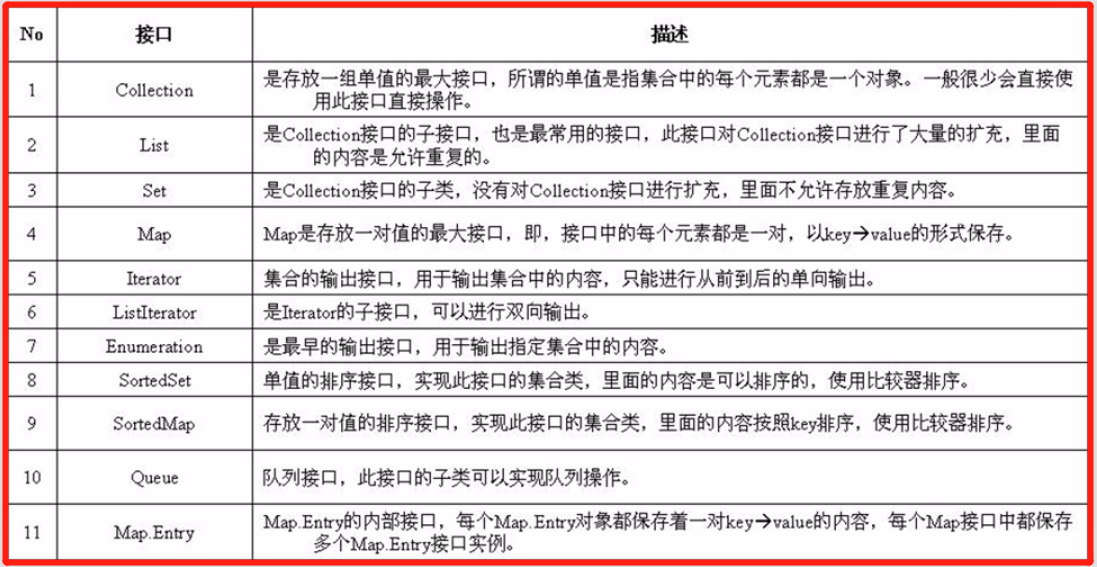 No 接口 描述
1 Collection 是存放一组单值的最大接口，所谓的单值是指集合中的每个元素都是一个对象。一般很少会直接使
用此接口直接操作。
2 List 是Collection接口的子接口，也是最常用的接口，此接口对Collection接口进行了大量的扩充，里面
的内容是允许重复的。
3 Set 是Collection接口的子类，没有对Collection接口进行扩充，里面不允许存放重复内容。
4 Map Map是存放一对值的最大接口，即，接口中的每个元素都是一对，以key→value的形式保存。
5 Iterator 集合的输出接口，用于输出集合中的内容，只能进行从前到后的单向输出。
6 ListIterator 是Iterator的子接口，可以进行双向输出。
7 Enumeration 是最早的输出接口，用于输出指定集合中的内容。
8 SortedSet 单值的排序接口，实现此接口的集合类，里面的内容是可以排序的，使用比较器排序。
9 SortedMap 存放一对值的排序接口，实现此接口的集合类，里面的内容按照key排序，使用比较器排序。
10 Queue 队列接口，此接口的子类可以实现队列操作。
11 Map.Entry Map.Entry的内部接口，每个Map.Entry对象都保存着一对key→value的内容，每个Map接口中都保存
多个Map.Entry接口实例。